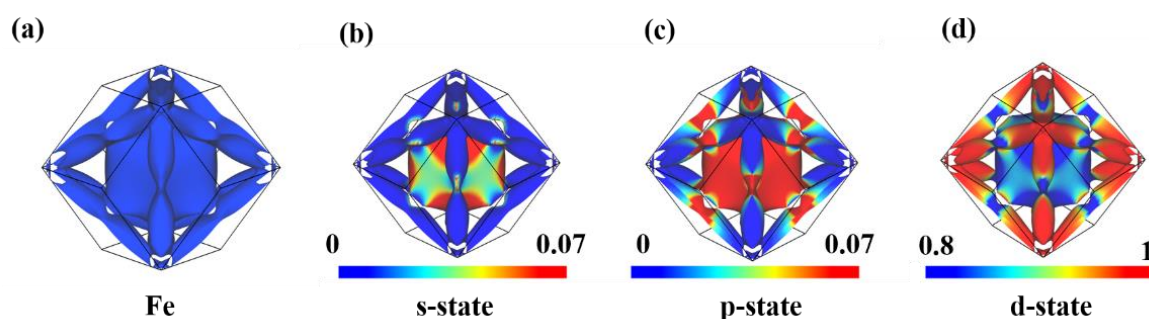 (a)
(b)
(c)
(d)
0 0.07
0 0.07
0.8 1
Fe
s-state
p-state
d-state